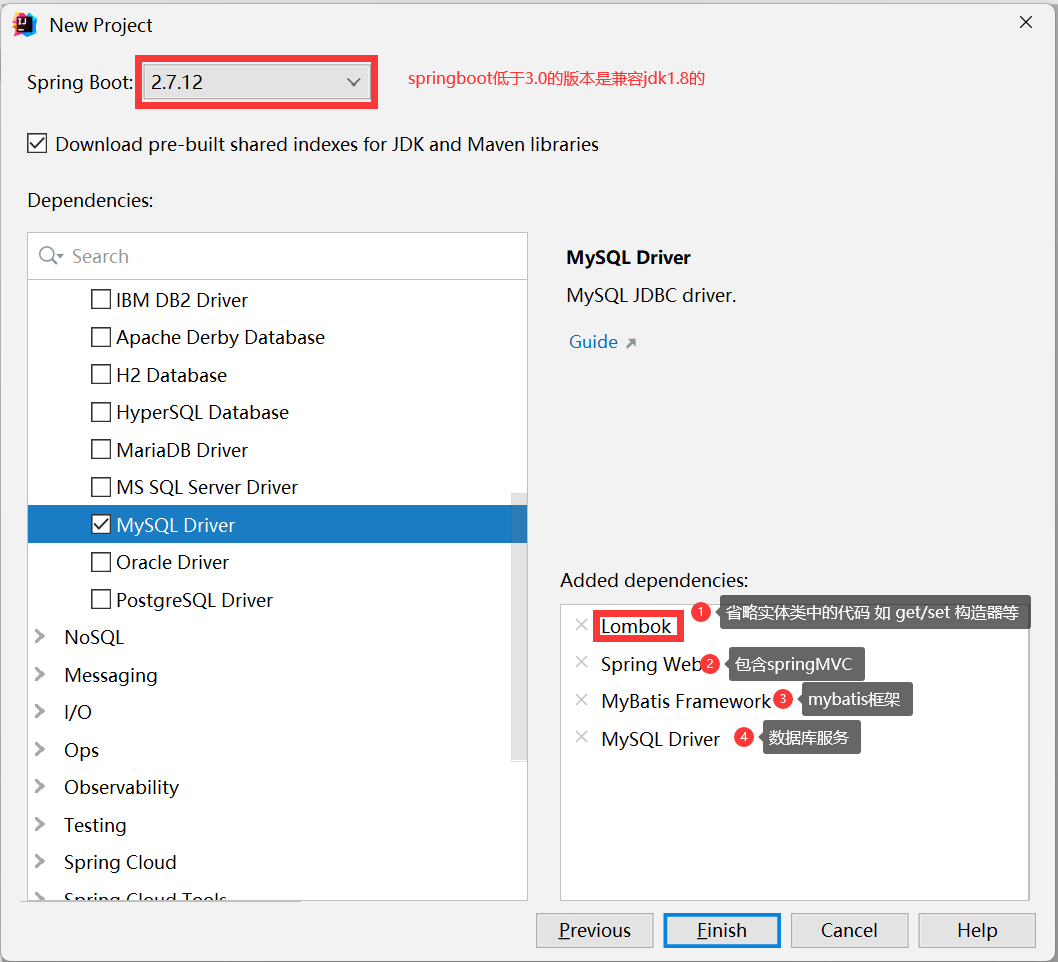 New Project
Spring Boot: 2.7.12 springboot低于3.0的版本是兼容jdk1.8的
Download pre-built shared indexes for JDK and Maven libraries
Dependencies:
Search
IBM DB2 Driver
Apache Derby Database
H2 Database
HyperSQL Database
MariaDB Driver
MS SQL Server Driver
MySQL Driver
Oracle Driver
PostgreSQL Driver
NoSQL
Messaging
I/O
Ops
Observability
Testing
Spring Cloud
Spring Cloud Tools
MySQL Driver
MySQL JDBC driver.
Guide
Added dependencies:
Lombok 1 省略实体类中的代码 如 get/set 构造器等
Spring Web 2 包含springMVC
MyBatis Framework 3 mybatis框架
MySQL Driver 4 数据库服务
Previous Finish Cancel Help